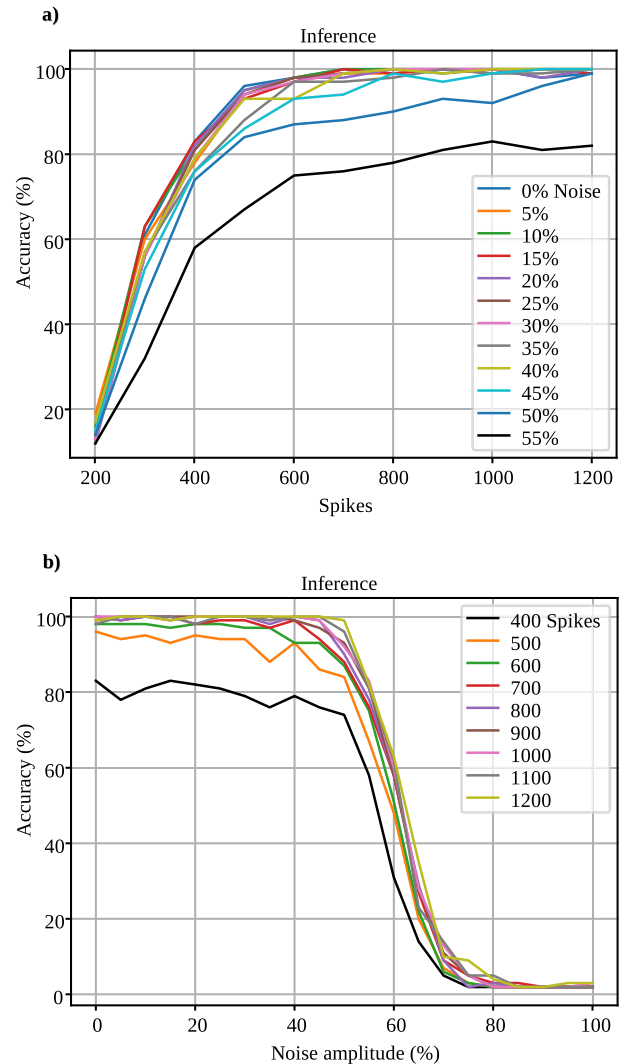 a)
Inference
100
80
60
40
20
Accuracy (%)
0% Noise
5%
10%
15%
20%
25%
30%
35%
40%
45%
50%
55%
200 400 600 800 1000 1200
Spikes
b)
Inference
100
80
60
40
20
0
Accuracy (%)
400 Spikes
500
600
700
800
900
1000
1100
1200
0 20 40 60 80 100
Noise amplitude (%)